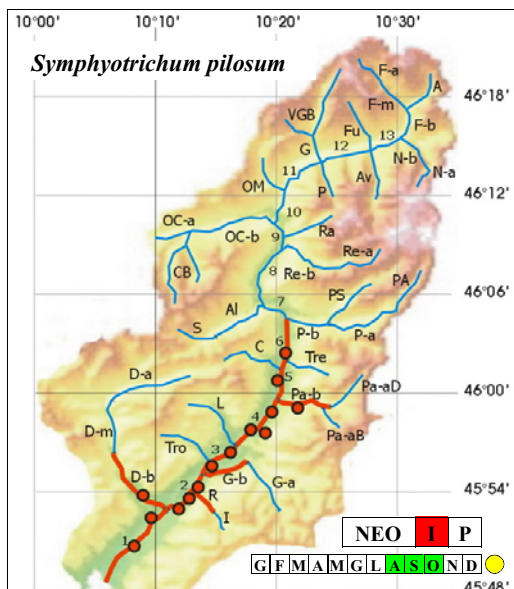 10°00' 10°10' 10°20' 10°30'
Symphyotrichum pilosum
F-a
A
46°18'
VGB
F-m
Fu
F-b
G
12
13
N-b
11
N-a
OM
P
Av
46°12'
OC-a
10
Ra
OC-b
9
Re-a
CB
8
Re-b
PA
46°06'
Al
7
PS
S
P-b
P-a
6
C
Tre
D-a
5
46°00'
Pa-b
Pa-aD
L
D-m
4
Pa-aB
Tro
3
D-b
G-b
2
R
G-a
45°54'
I
1
NEO I P
G F M A M G L A S O N D
45°48'